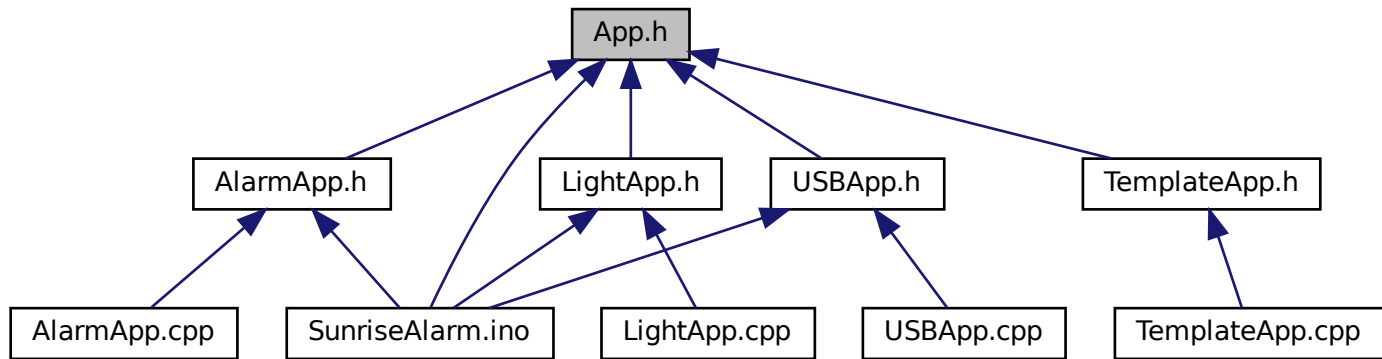 App.h
AlarmApp.h
LightApp.h
USBApp.h
TemplateApp.h
AlarmApp.cpp
SunriseAlarm.ino
LightApp.cpp
USBApp.cpp
TemplateApp.cpp